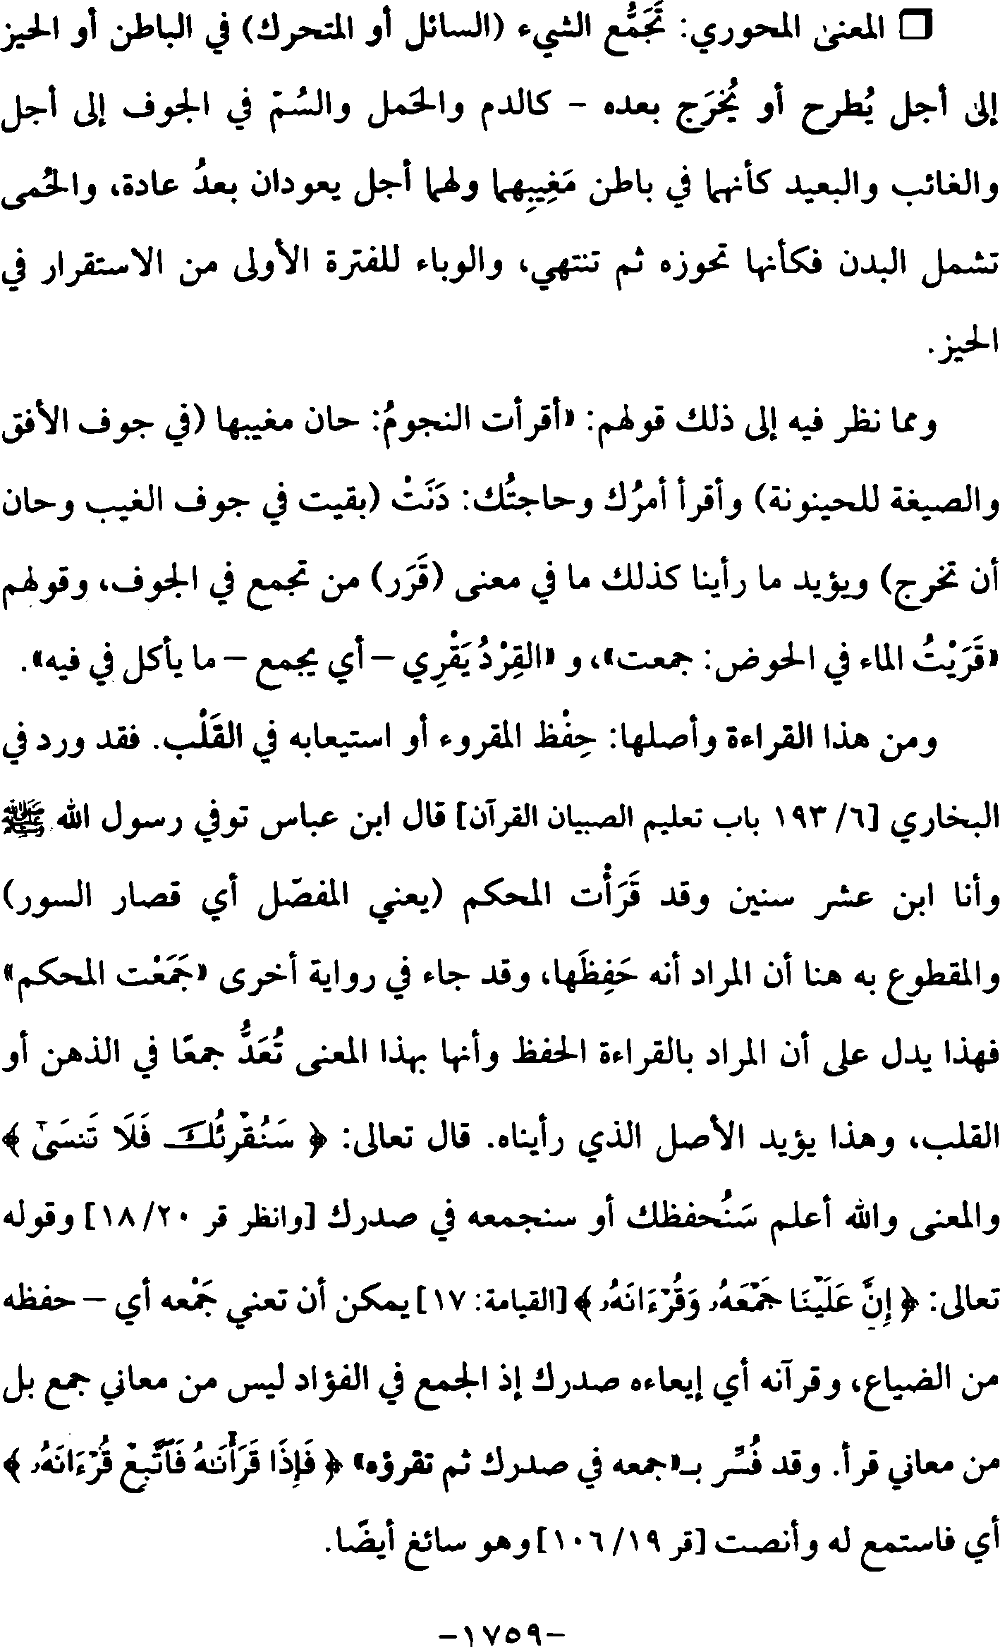 ❒ المعنى المحوري: تَجَمُّع الشيء (السائل أو المتحرك) في الباطن أو الحيز
إلى أجل يُطرح أو يُخرَج بعده - كالدم والحَمل والسُمّ في الجوف إلى أجل
والغائب والبعيد كأنهما في باطن مَغِيبِهما ولهما أجل يعودان بعدُ عادة، والحُمى
تشمل البدن فكأنها تحوزه ثم تنتهي، والوباء للفترة الأولى من الاستقرار في
الحيز.
ومما نظر فيه إلى ذلك قولهم: «أقرأت النجومُ: حان مغيبها (في جوف الأفق
والصيغة للحينونة) وأقرأ أمرُك وحاجتُك: دَنَتْ (بقيت في جوف الغيب وحان
أن تخرج) ويؤيد ما رأينا كذلك ما في معنى (قَرَر) من تجمع في الجوف، وقولهم
«قَرَيْتُ الماء في الحوض: جمعت»، و «القِرْدُ يَقْرِي – أي يجمع – ما يأكل في فيه».
ومن هذا القراءة وأصلها: حِفْظ المقروء أو استيعابه في القَلْب. فقد ورد في
البخاري [٦/ ١٩٣ باب تعليم الصبيان القرآن] قال ابن عباس توفي رسول الله ﷺ
وأنا ابن عشر سنين وقد قَرَأْت المحكم (يعني المفصّل أي قصار السور)
والمقطوع به هنا أن المراد أنه حَفِظَها، وقد جاء في رواية أخرى «جَمَعْت المحكم»
فهذا يدل على أن المراد بالقراءة الحفظ وأنها بهذا المعنى تُعَدُّ جمعًا في الذهن أو
القلب، وهذا يؤيد الأصل الذي رأيناه. قال تعالى: ﴿ سَنُقْرِئُكَ فَلَا تَنسَىٰٓ ﴾
والمعنى والله أعلم سَنُحفظك أو سنجمعه في صدرك [وانظر قر ٢٠/ ١٨] وقوله
تعالى: ﴿ إِنَّ عَلَيْنَا جَمْعَهُۥ وَقُرْءَانَهُۥ ﴾ [القيامة: ١٧] يمكن أن تعني جَمْعه أي – حفظه
من الضياع، وقرآنه أي إيعاءه صدرك إذ الجمع في الفؤاد ليس من معاني جمع بل
من معاني قرأ. وقد فُسِّر بـ«جمعه في صدرك ثم تقرؤه» ﴿ فَإِذَا قَرَأْنَٰهُ فَٱتَّبِعْ قُرْءَانَهُۥ ﴾
أي فاستمع له وأنصت [قر ١٩/ ١٠٦] وهو سائغ أيضًا.
-١٧٥٩-